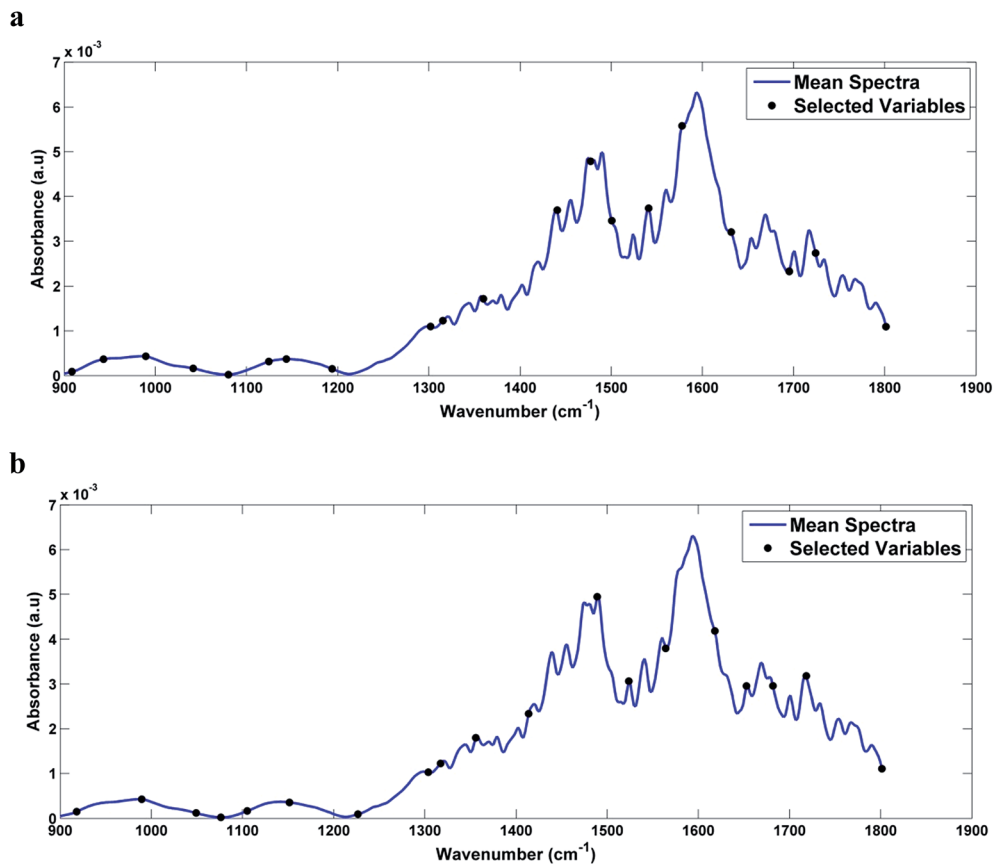 a
7 x 10⁻³
6
5
4
3
2
1
0
Absorbance (a.u)
Mean Spectra
Selected Variables
900 1000 1100 1200 1300 1400 1500 1600 1700 1800 1900
Wavenumber (cm⁻¹)
b
7 x 10⁻³
6
5
4
3
2
1
0
Absorbance (a.u)
Mean Spectra
Selected Variables
900 1000 1100 1200 1300 1400 1500 1600 1700 1800 1900
Wavenumber (cm⁻¹)